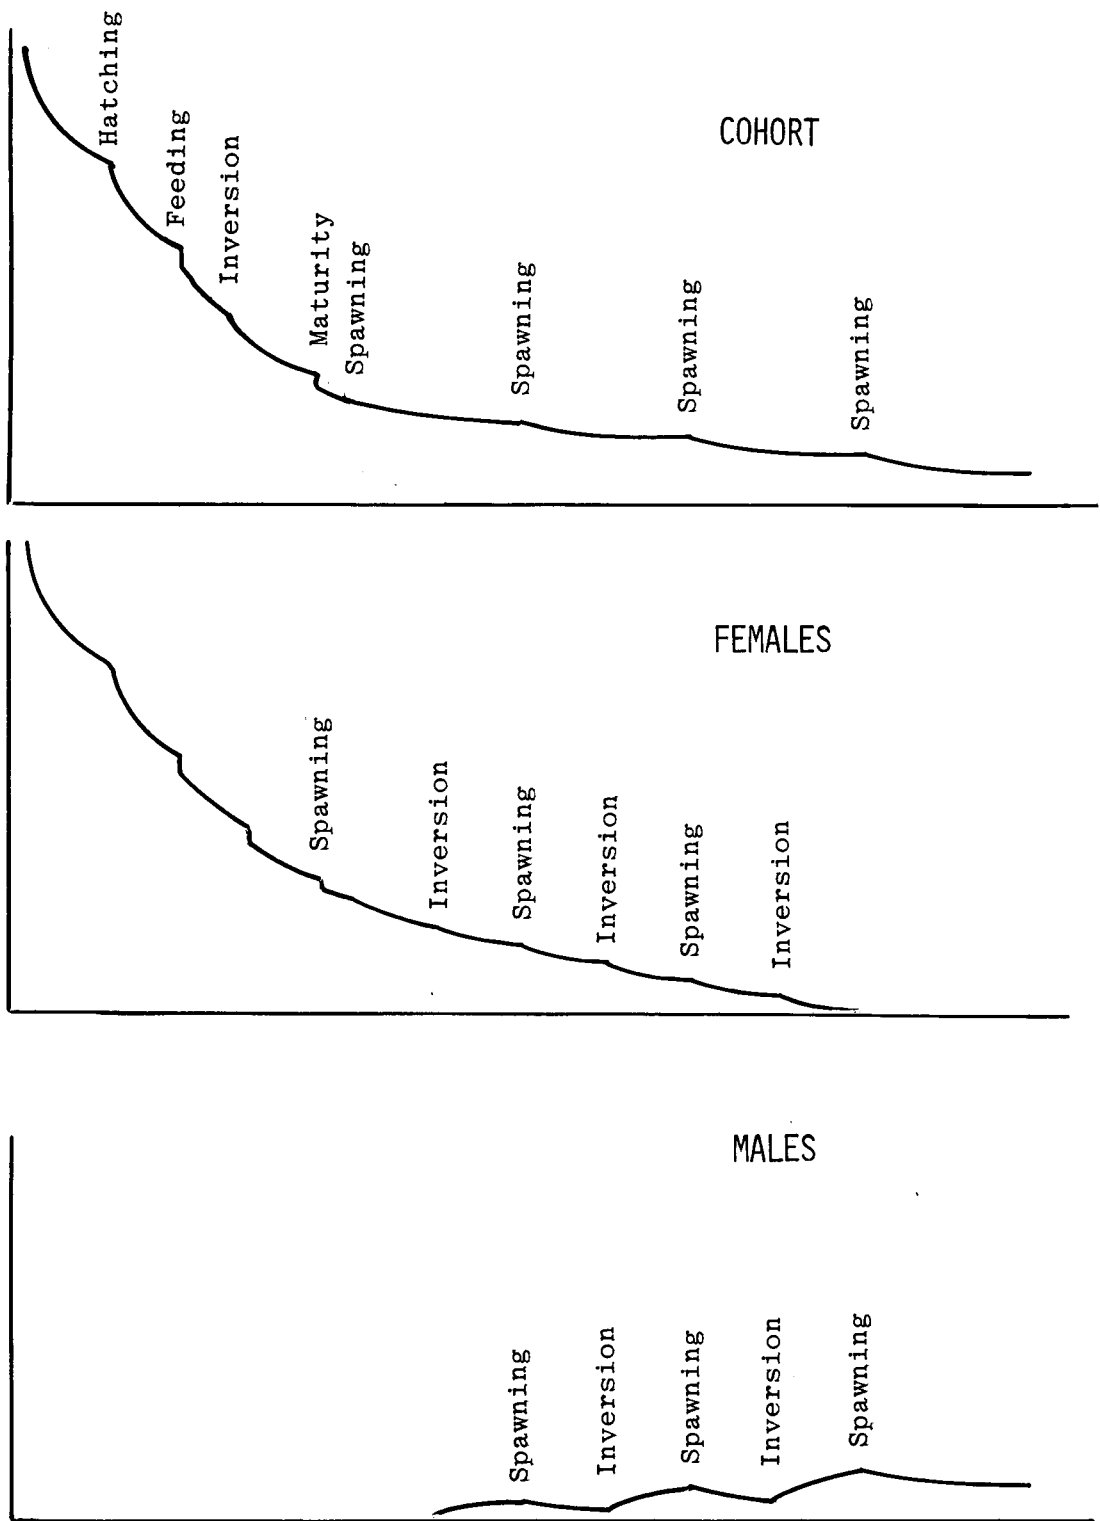 Hatching
Feeding
Inversion
Maturity
Spawning
Spawning
Spawning
Spawning
COHORT
FEMALES
Spawning
Inversion
Spawning
Inversion
Spawning
Inversion
MALES
Spawning
Inversion
Spawning
Inversion
Spawning